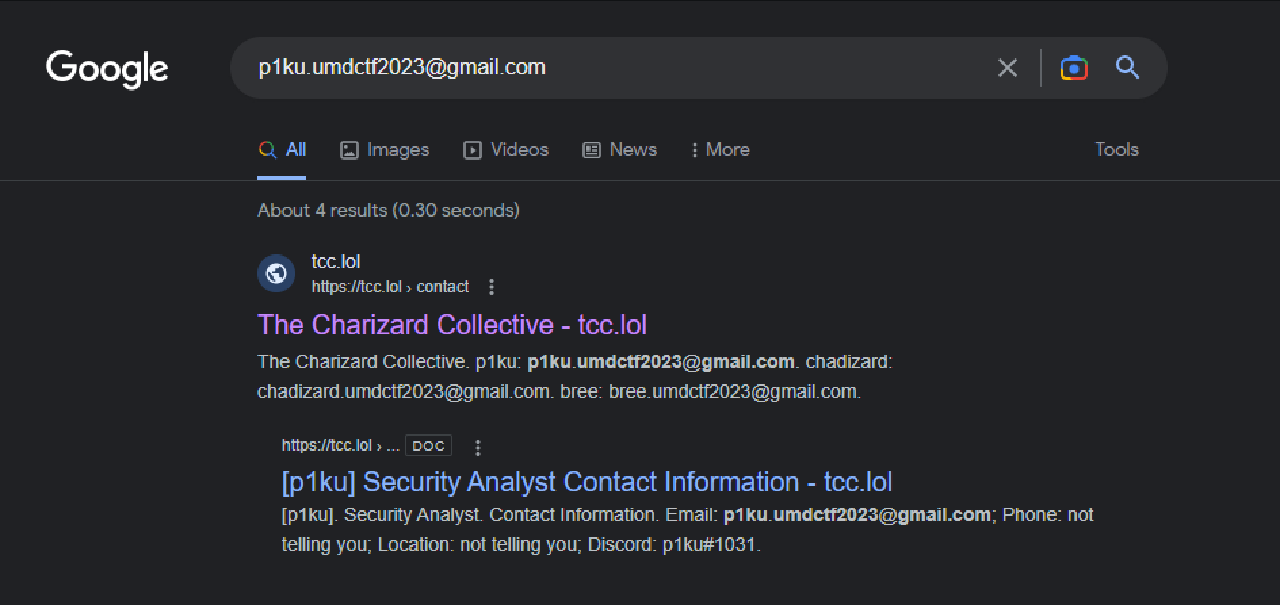 Google
p1ku.umdctf2023@gmail.com
All Images Videos News More Tools
About 4 results (0.30 seconds)
tcc.lol
https://tcc.lol › contact
The Charizard Collective - tcc.lol
The Charizard Collective. p1ku: p1ku.umdctf2023@gmail.com. chadizard:
chadizard.umdctf2023@gmail.com. bree: bree.umdctf2023@gmail.com.
https://tcc.lol › ... DOC
[p1ku] Security Analyst Contact Information - tcc.lol
[p1ku]. Security Analyst. Contact Information. Email: p1ku.umdctf2023@gmail.com; Phone: not
telling you; Location: not telling you; Discord: p1ku#1031.